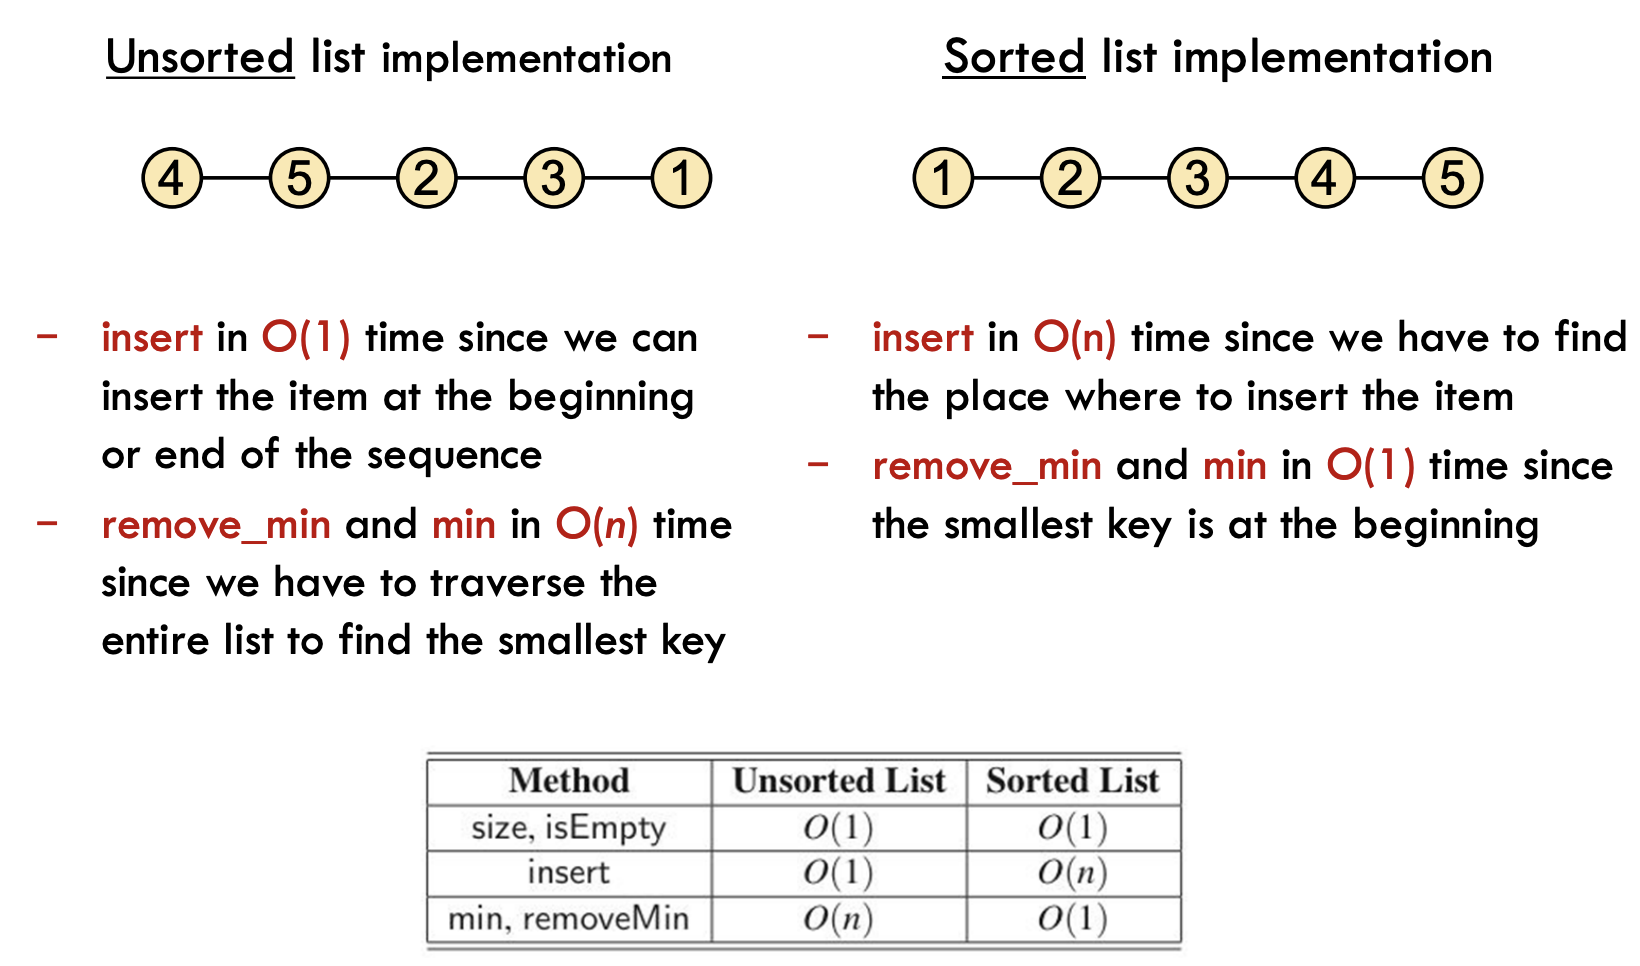 Unsorted list implementation
4 5 2 3 1
– insert in O(1) time since we can
insert the item at the beginning
or end of the sequence
– remove_min and min in O(n) time
since we have to traverse the
entire list to find the smallest key
Sorted list implementation
1 2 3 4 5
– insert in O(n) time since we have to find
the place where to insert the item
– remove_min and min in O(1) time since
the smallest key is at the beginning
Method Unsorted List Sorted List
size, isEmpty O(1) O(1)
insert O(1) O(n)
min, removeMin O(n) O(1)